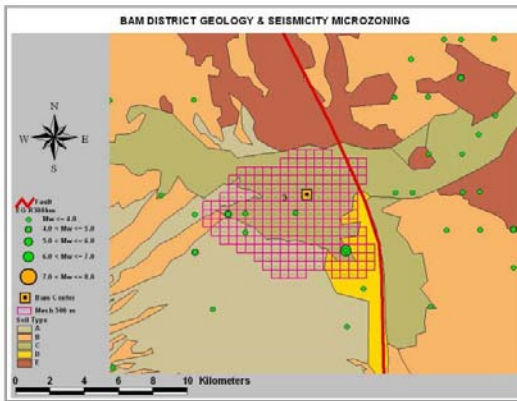 BAM DISTRICT GEOLOGY & SEISMICITY MICROZONING
N
W E
S
Fault
Mw <= 4.0
4.0 < Mw <= 5.0
5.0 < Mw <= 6.0
6.0 < Mw <= 7.0
7.0 < Mw <= 8.0
Bam Center
Mesh 500 m
Soil Type
A
B
C
D
E
0 2 4 6 8 10 Kilometers